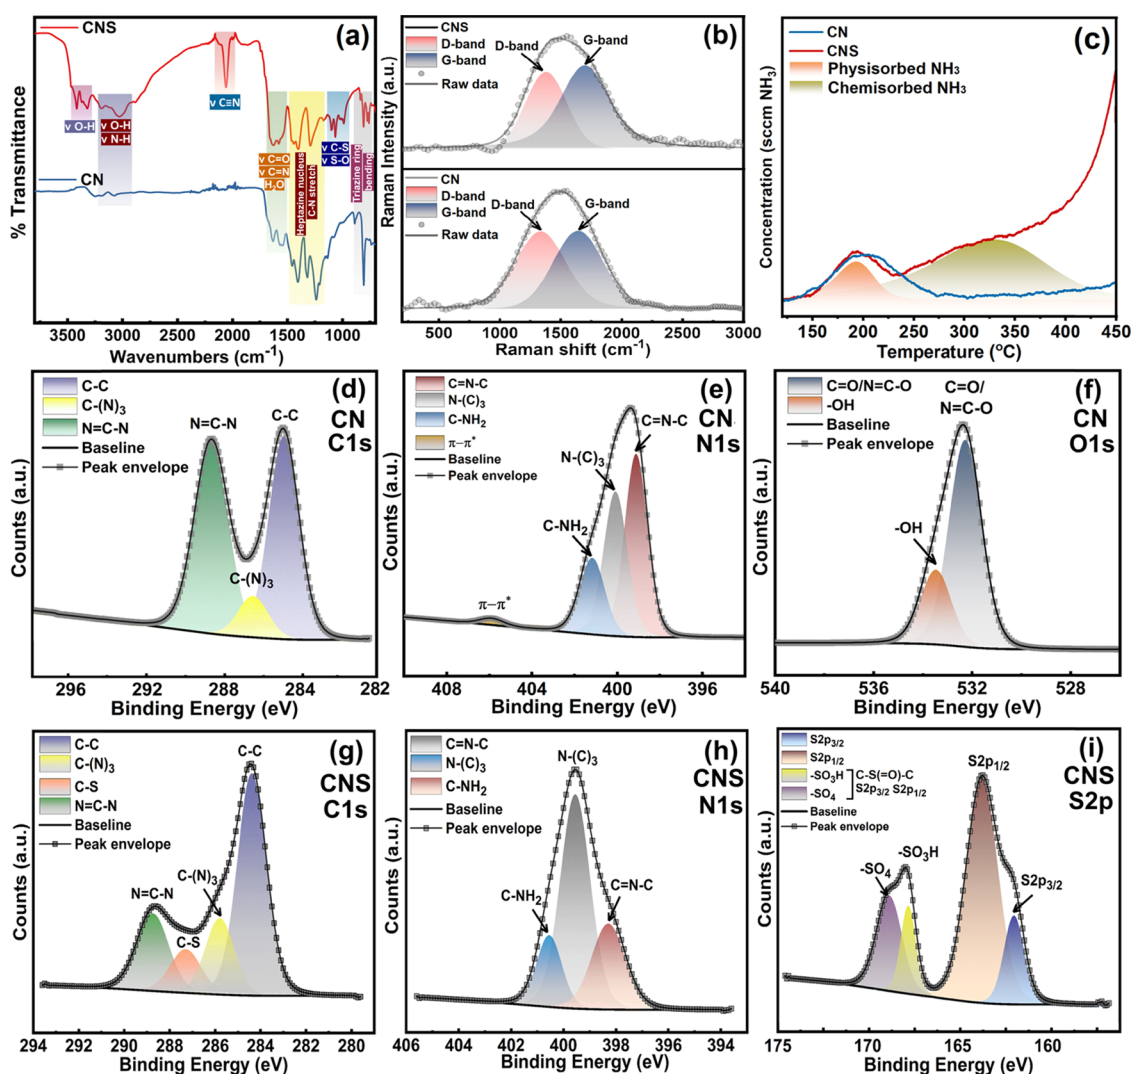 (a)
CNS
ν O-H
ν O-H
ν N-H
ν C≡N
ν C=O
ν C=N
H₂O
Heptazine nucleus
C-N stretch
ν C-S
ν S-O
Triazine ring
bending
CN
% Transmittance
3500 3000 2500 2000 1500 1000
Wavenumbers (cm⁻¹)
(b)
CNS
D-band
G-band
Raw data
D-band
G-band
CN
D-band
G-band
Raw data
D-band
G-band
Raman Intensity (a.u.)
500 1000 1500 2000 2500 3000
Raman shift (cm⁻¹)
(c)
CN
CNS
Physisorbed NH₃
Chemisorbed NH₃
Concentration (sccm NH₃)
150 200 250 300 350 400 450
Temperature (°C)
(d)
CN
C1s
C-C
C-(N)₃
N=C-N
Baseline
Peak envelope
N=C-N
C-C
C-(N)₃
Counts (a.u.)
296 292 288 284 282
Binding Energy (eV)
(e)
CN
N1s
C=N-C
N-(C)₃
C-NH₂
π–π*
Baseline
Peak envelope
C=N-C
N-(C)₃
C-NH₂
π–π*
Counts (a.u.)
408 404 400 396
Binding Energy (eV)
(f)
CN
O1s
C=O/N=C-O
-OH
Baseline
Peak envelope
C=O/
N=C-O
-OH
Counts (a.u.)
540 536 532 528
Binding Energy (eV)
(g)
CNS
C1s
C-C
C-(N)₃
C-S
N=C-N
Baseline
Peak envelope
C-C
C-(N)₃
N=C-N
C-S
Counts (a.u.)
294 292 290 288 286 284 282 280
Binding Energy (eV)
(h)
CNS
N1s
C=N-C
N-(C)₃
C-NH₂
Baseline
Peak envelope
N-(C)₃
C-NH₂
C=N-C
Counts (a.u.)
406 404 402 400 398 396 394
Binding Energy (eV)
(i)
CNS
S2p
S2p₃/₂
S2p₁/₂
-SO₃H
-SO₄
C-S(=O)-C
S2p₃/₂ S2p₁/₂
Baseline
Peak envelope
S2p₁/₂
-SO₃H
-SO₄
S2p₃/₂
Counts (a.u.)
175 170 165 160
Binding Energy (eV)